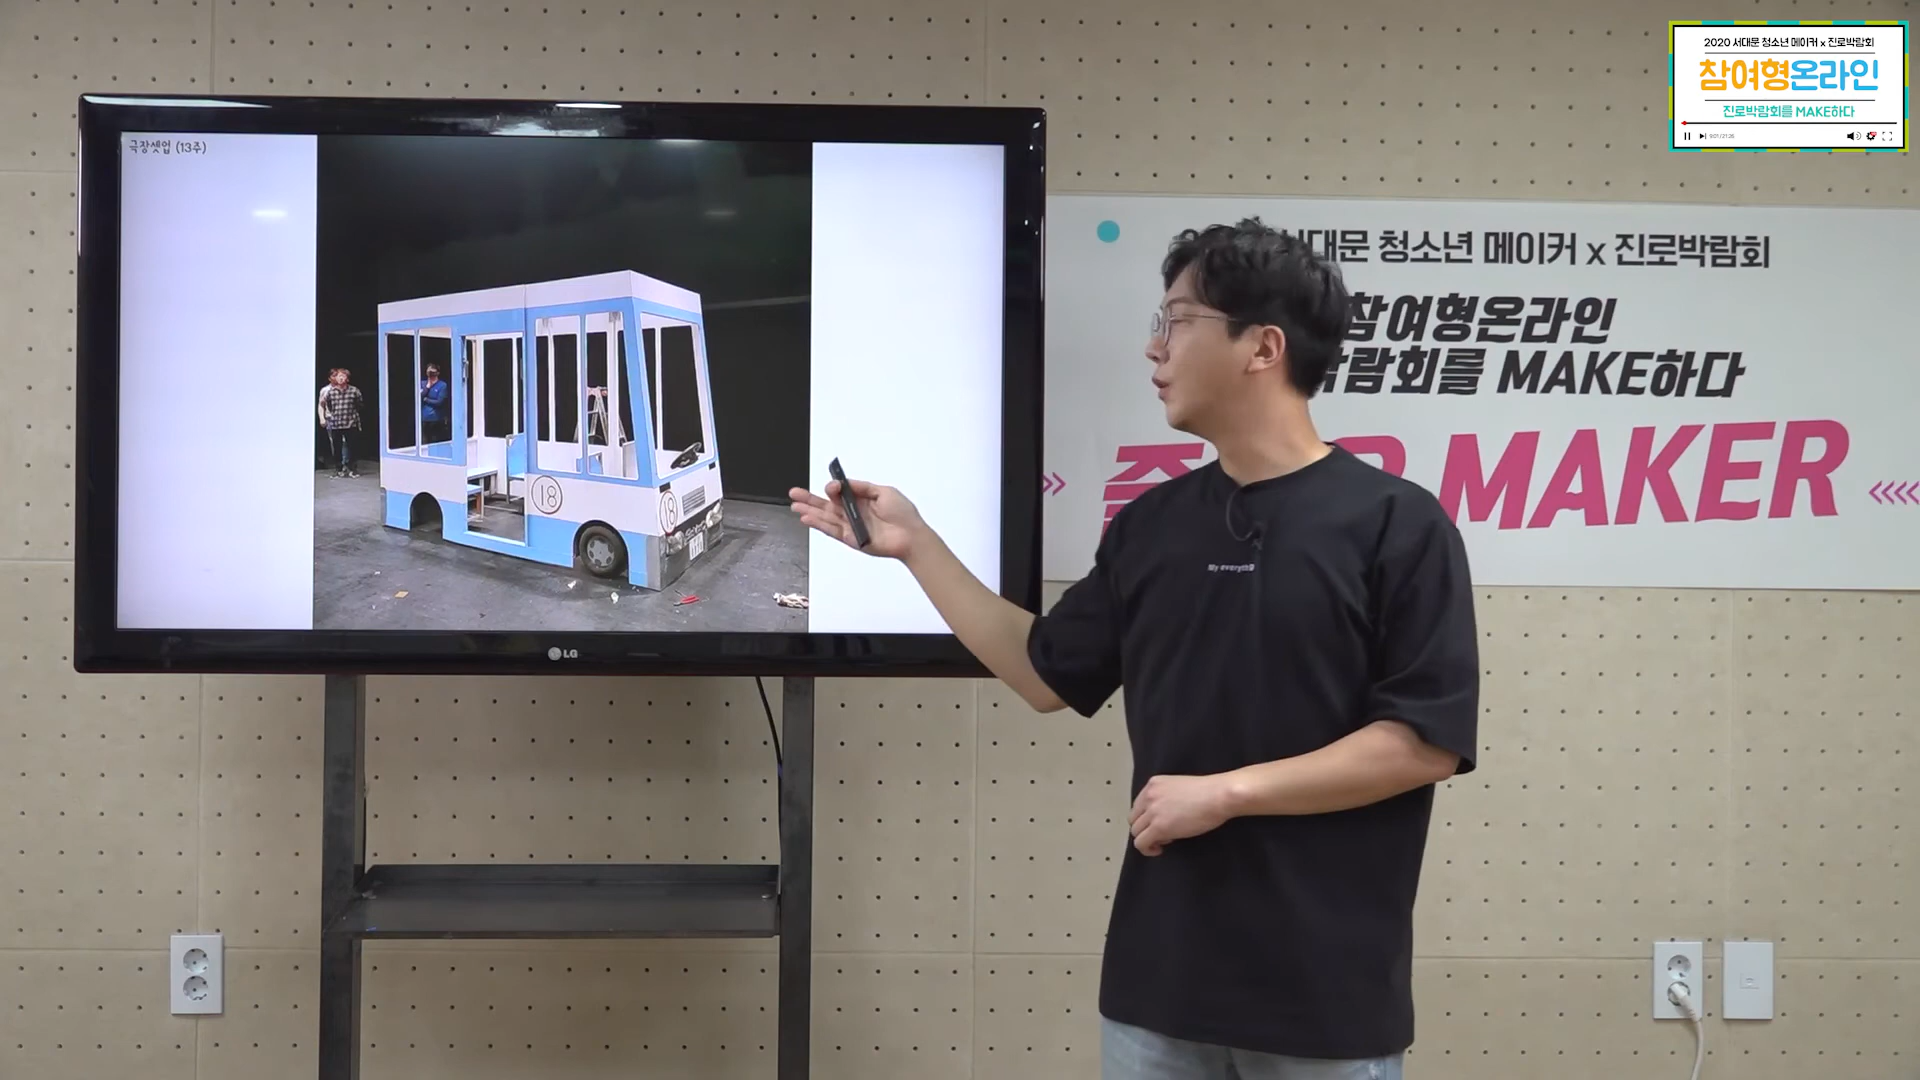 2020 서대문 청소년 메이커 x 진로박람회
참여형온라인
진로박람회를 MAKE하다
극장셋업 (13주)
18
18
LG
서대문 청소년 메이커 x 진로박람회
참여형온라인
박람회를 MAKE하다
MAKER
My everyth